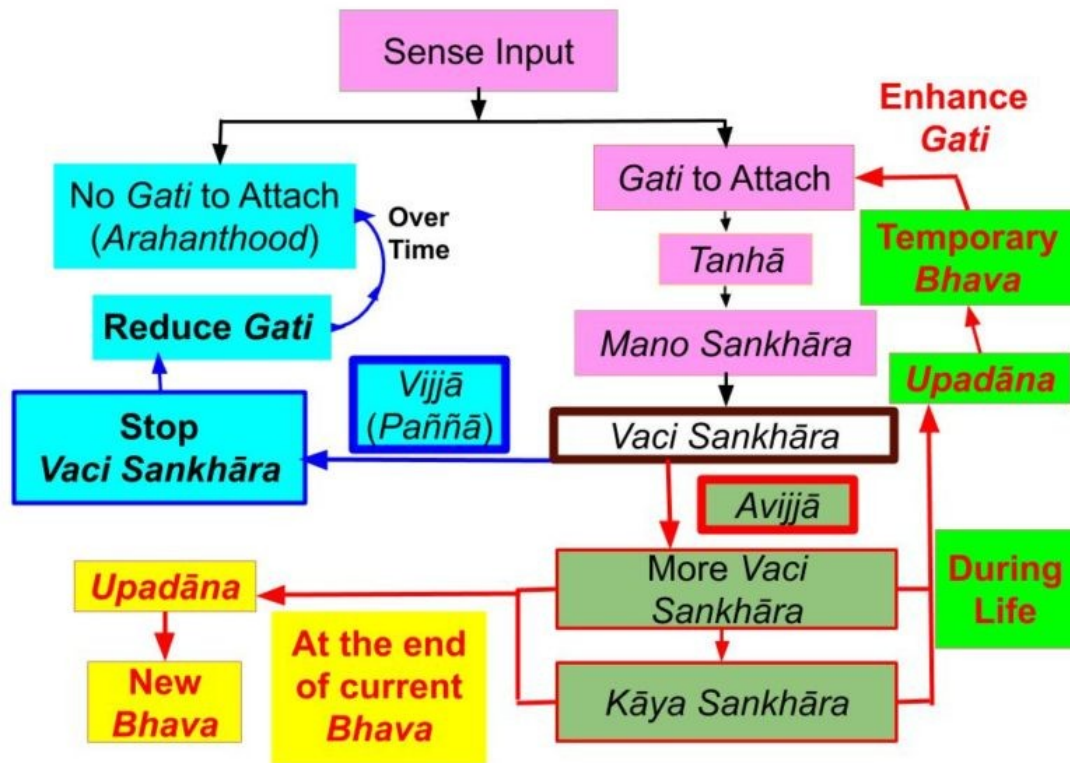 Sense Input
Enhance
Gati
No Gati to Attach
(Arahanthood)
Over
Time
Gati to Attach
Temporary
Bhava
Tanhā
Reduce Gati
Mano Sankhāra
Upadāna
Vijjā
(Paññā)
Stop
Vaci Sankhāra
Vaci Sankhāra
Avijjā
More Vaci
Sankhāra
During
Life
Upadāna
At the end
of current
Bhava
New
Bhava
Kāya Sankhāra